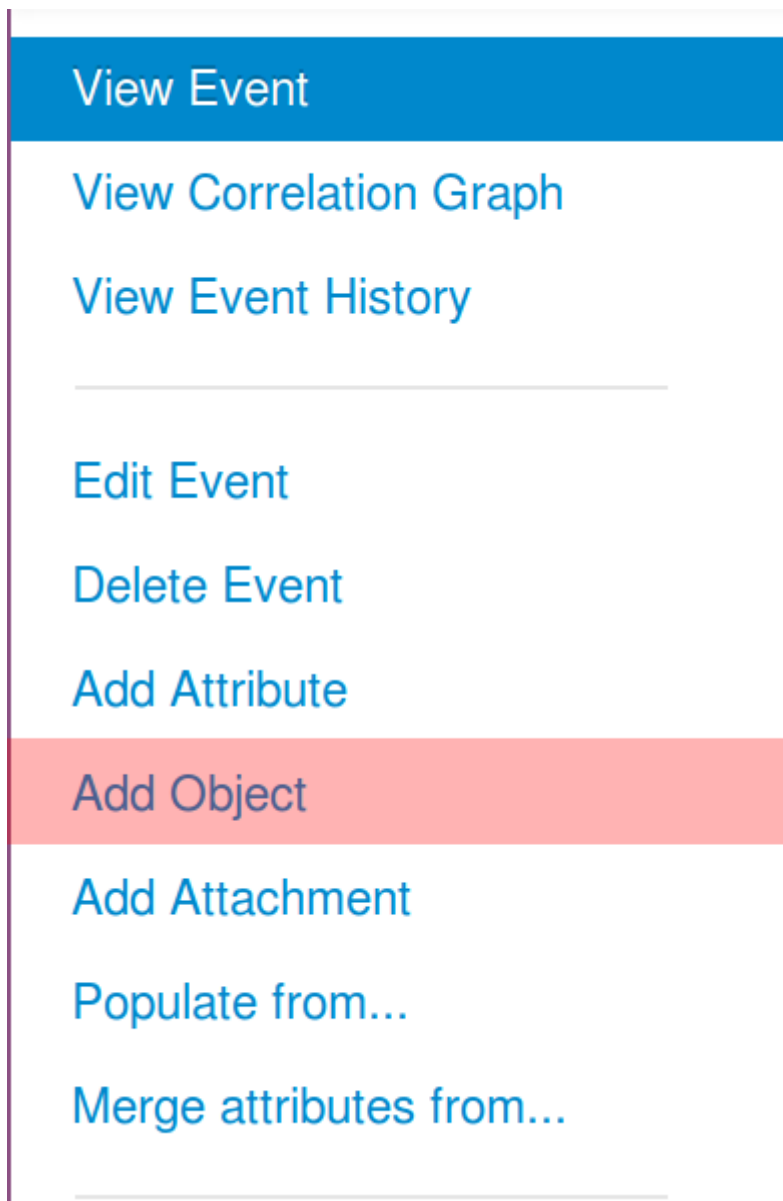 View Event
View Correlation Graph
View Event History
Edit Event
Delete Event
Add Attribute
Add Object
Add Attachment
Populate from...
Merge attributes from...